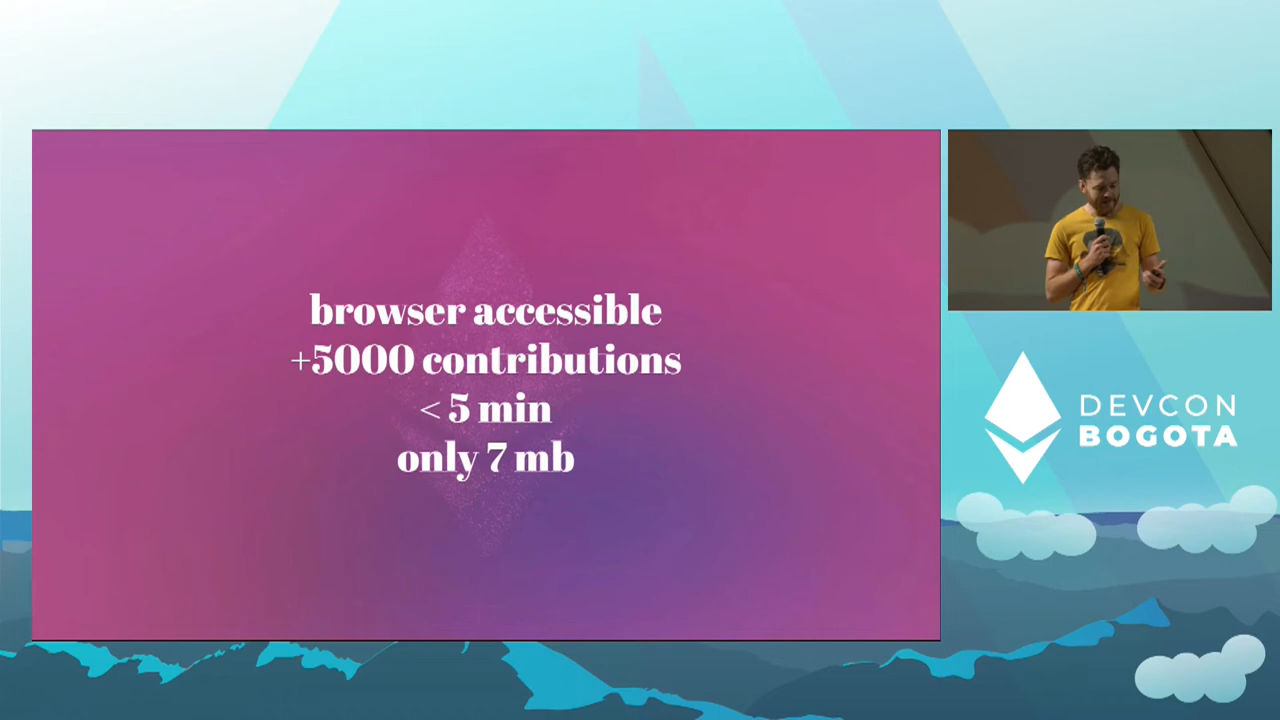 browser accessible
+5000 contributions
< 5 min
only 7 mb
DEVCON
BOGOTA